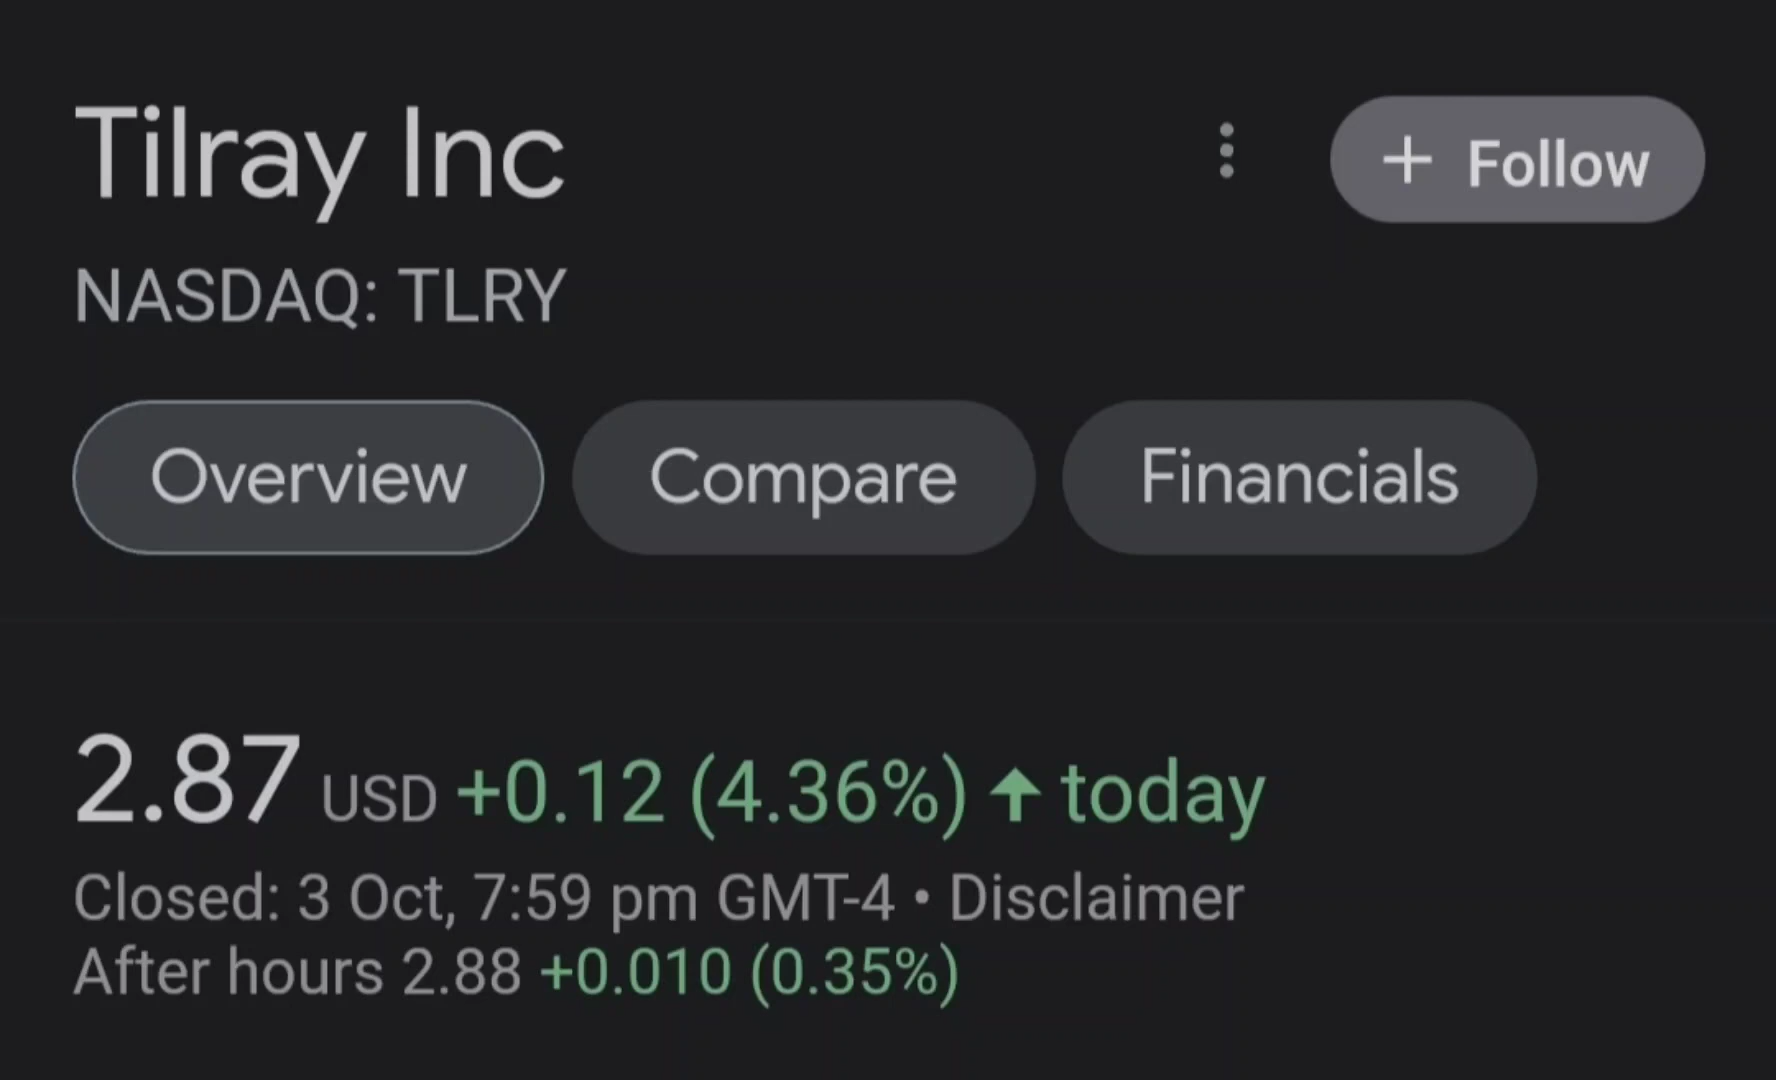 Tilray Inc
+ Follow
NASDAQ: TLRY
Overview
Compare
Financials
2.87 USD +0.12 (4.36%) ↑ today
Closed: 3 Oct, 7:59 pm GMT-4 • Disclaimer
After hours 2.88 +0.010 (0.35%)